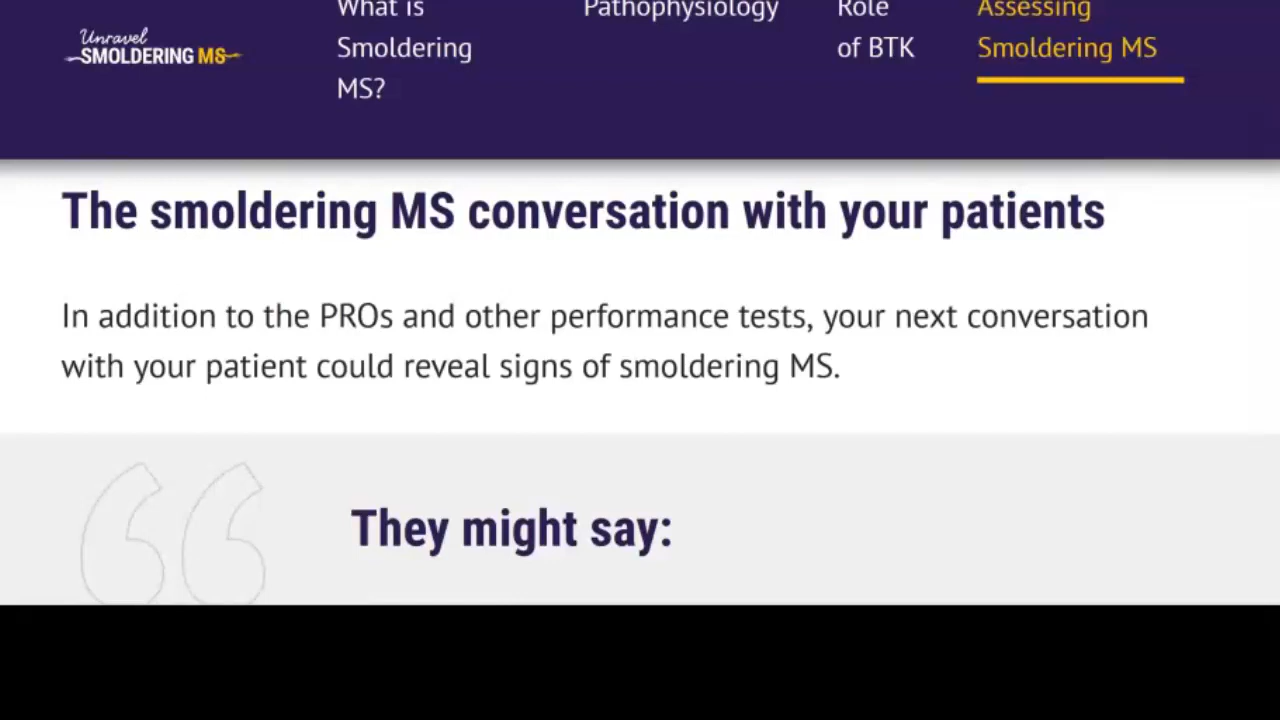 What is
Smoldering
MS?
Pathophysiology
Role
of BTK
Assessing
Smoldering MS
Unravel
SMOLDERING MS
The smoldering MS conversation with your patients
In addition to the PROs and other performance tests, your next conversation
with your patient could reveal signs of smoldering MS.
They might say: